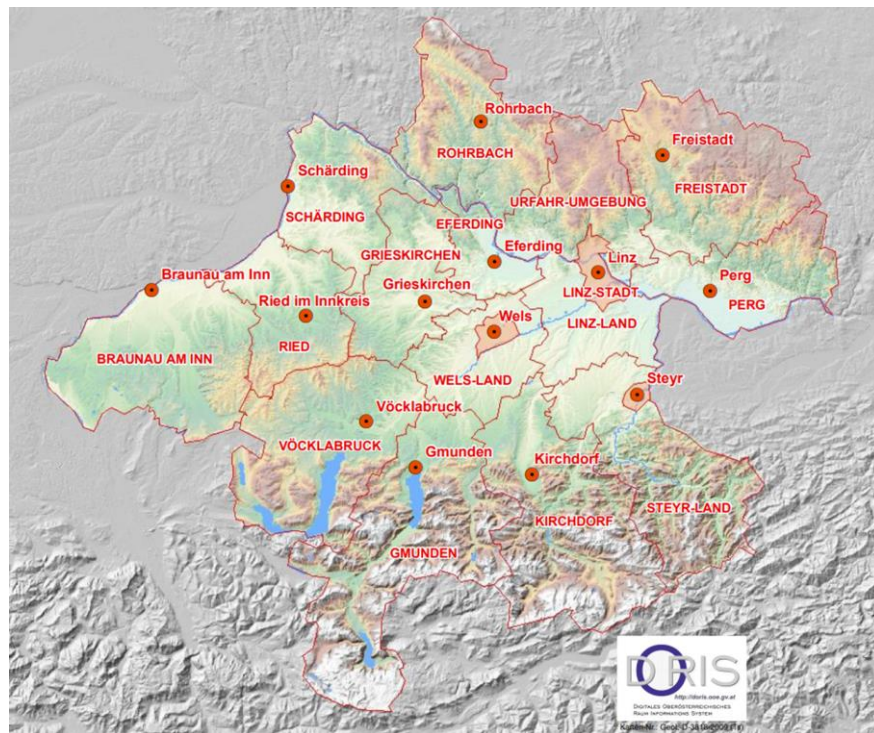 Rohrbach
ROHRBACH
Freistadt
FREISTADT
Schärding
SCHÄRDING
URFAHR-UMGEBUNG
EFERDING
GRIESKIRCHEN
Eferding
Linz
LINZ-STADT
Perg
PERG
Braunau am Inn
BRAUNAU AM INN
Ried im Innkreis
RIED
Grieskirchen
Wels
LINZ-LAND
WELS-LAND
Steyr
Vöcklabruck
VÖCKLABRUCK
Gmunden
GMUNDEN
Kirchdorf
KIRCHDORF
STEYR-LAND
DORIS
http://doris.ooe.gv.at
DIGITALES OBERÖSTERREICHISCHES
RAUM INFORMATIONS SYSTEM